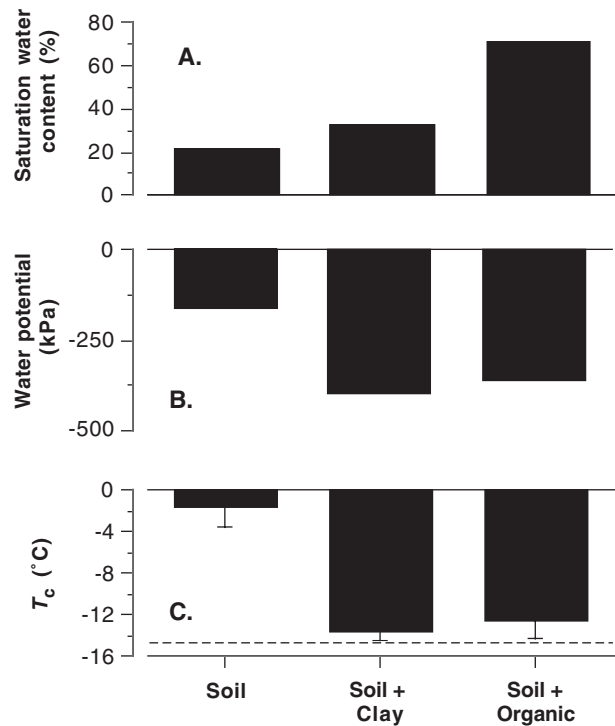 Saturation water
content (%)
80
60
40
20
0
A.
Water potential
(kPa)
0
-250
-500
B.
Tc (˚C)
0
-4
-8
-12
-16
C.
Soil
Soil +
Clay
Soil +
Organic